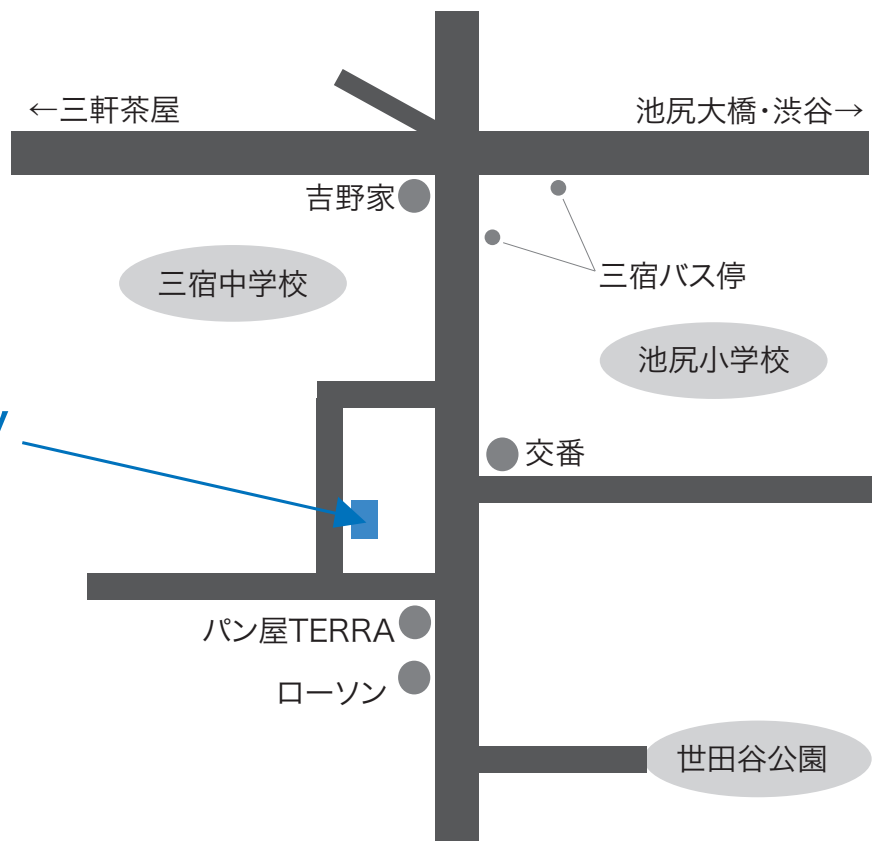 ←三軒茶屋
池尻大橋・渋谷→
吉野家
三宿中学校
三宿バス停
池尻小学校
交番
パン屋TERRA
ローソン
世田谷公園